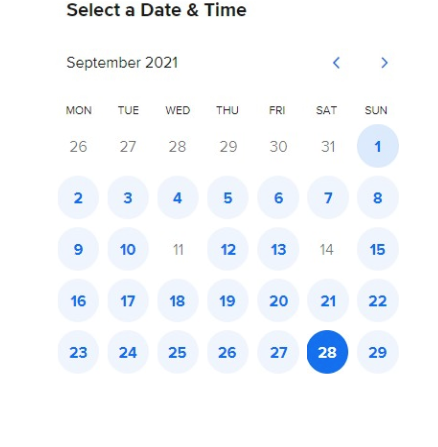 Select a Date & Time
September 2021
MON TUE WED THU FRI SAT SUN
26 27 28 29 30 31 1
2 3 4 5 6 7 8
9 10 11 12 13 14 15
16 17 18 19 20 21 22
23 24 25 26 27 28 29